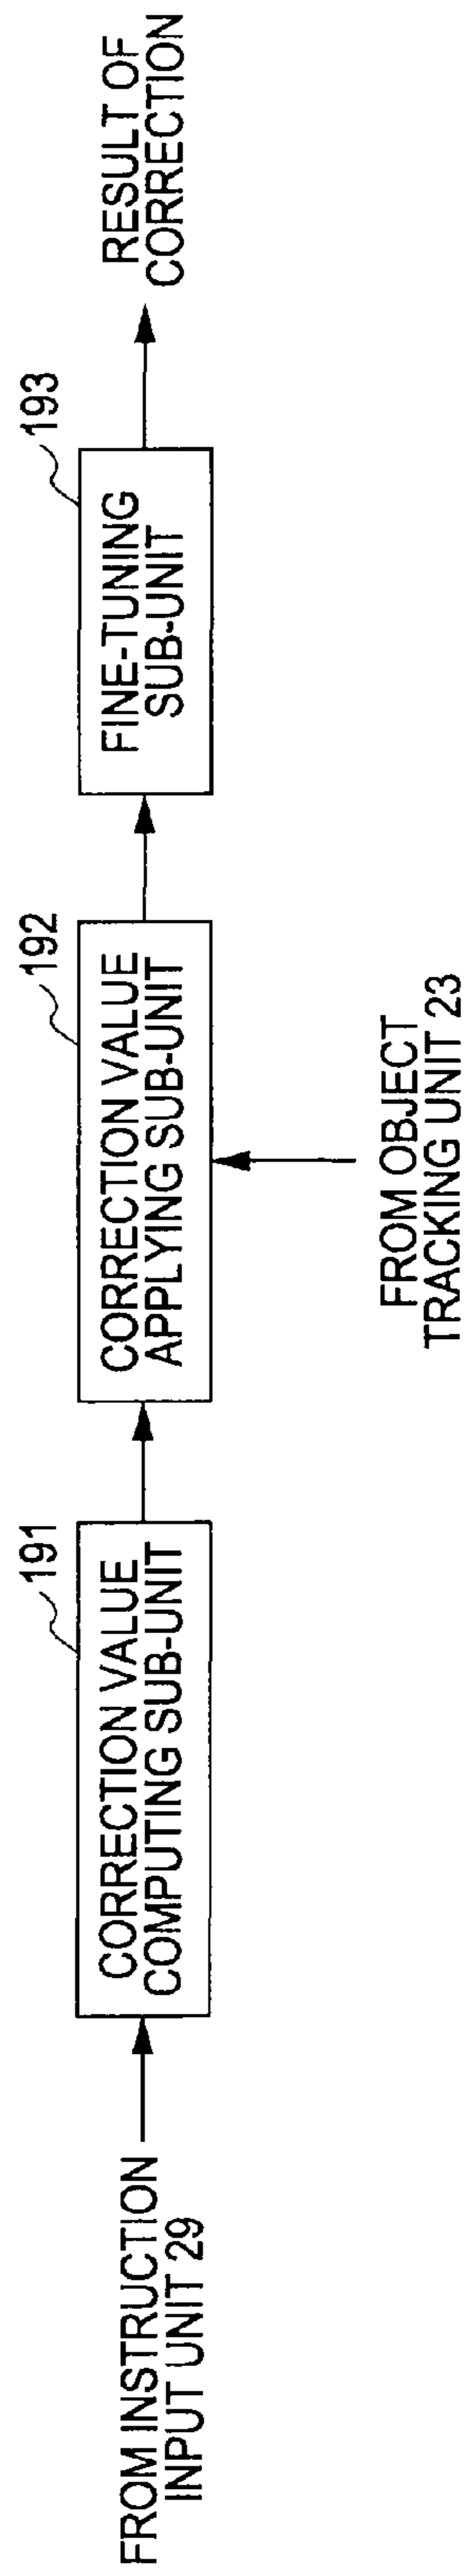 FROM INSTRUCTION
INPUT UNIT 29
191
CORRECTION VALUE
COMPUTING SUB-UNIT
192
CORRECTION VALUE
APPLYING SUB-UNIT
FROM OBJECT
TRACKING UNIT 23
193
FINE-TUNING
SUB-UNIT
RESULT OF
CORRECTION